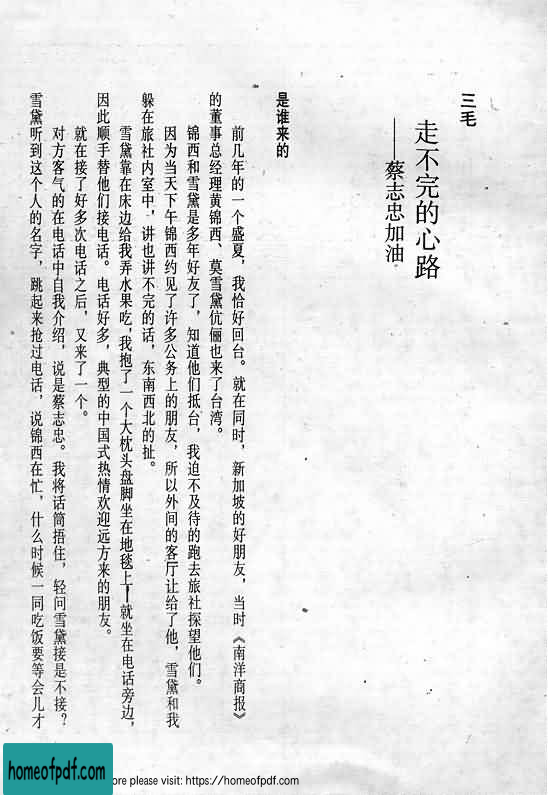 三毛
走不完的心路
——蔡志忠加油
是谁来的
前几年的一个盛夏，我恰好回台。就在同时，新加坡的好朋友，当时《南洋商报》
的董事总经理黄锦西、莫雪黛伉俪也来了台湾。
锦西和雪黛是多年好友了，知道他们抵台，我迫不及待的跑去旅社探望他们。
因为当天下午锦西约见了许多公务上的朋友，所以外间的客厅让给了他，雪黛和我
躲在旅社内室中，讲也讲不完的话，东南西北的扯。
雪黛靠在床边给我弄水果吃，我抱了一个大枕头盘脚坐在地毯上——就坐在电话旁边，
因此顺手替他们接电话。电话好多，典型的中国式热情欢迎远方来的朋友。
就在接了好多次电话之后，又来了一个。
对方客气的在电话中自我介绍，说是蔡志忠。我将话筒捂住，轻问雪黛接是不接？
雪黛听到这个人的名字，跳起来抢过电话，说锦西在忙，什么时候一同吃饭要等会儿才
homeofpdf.com
ore please visit: https://homeofpdf.com